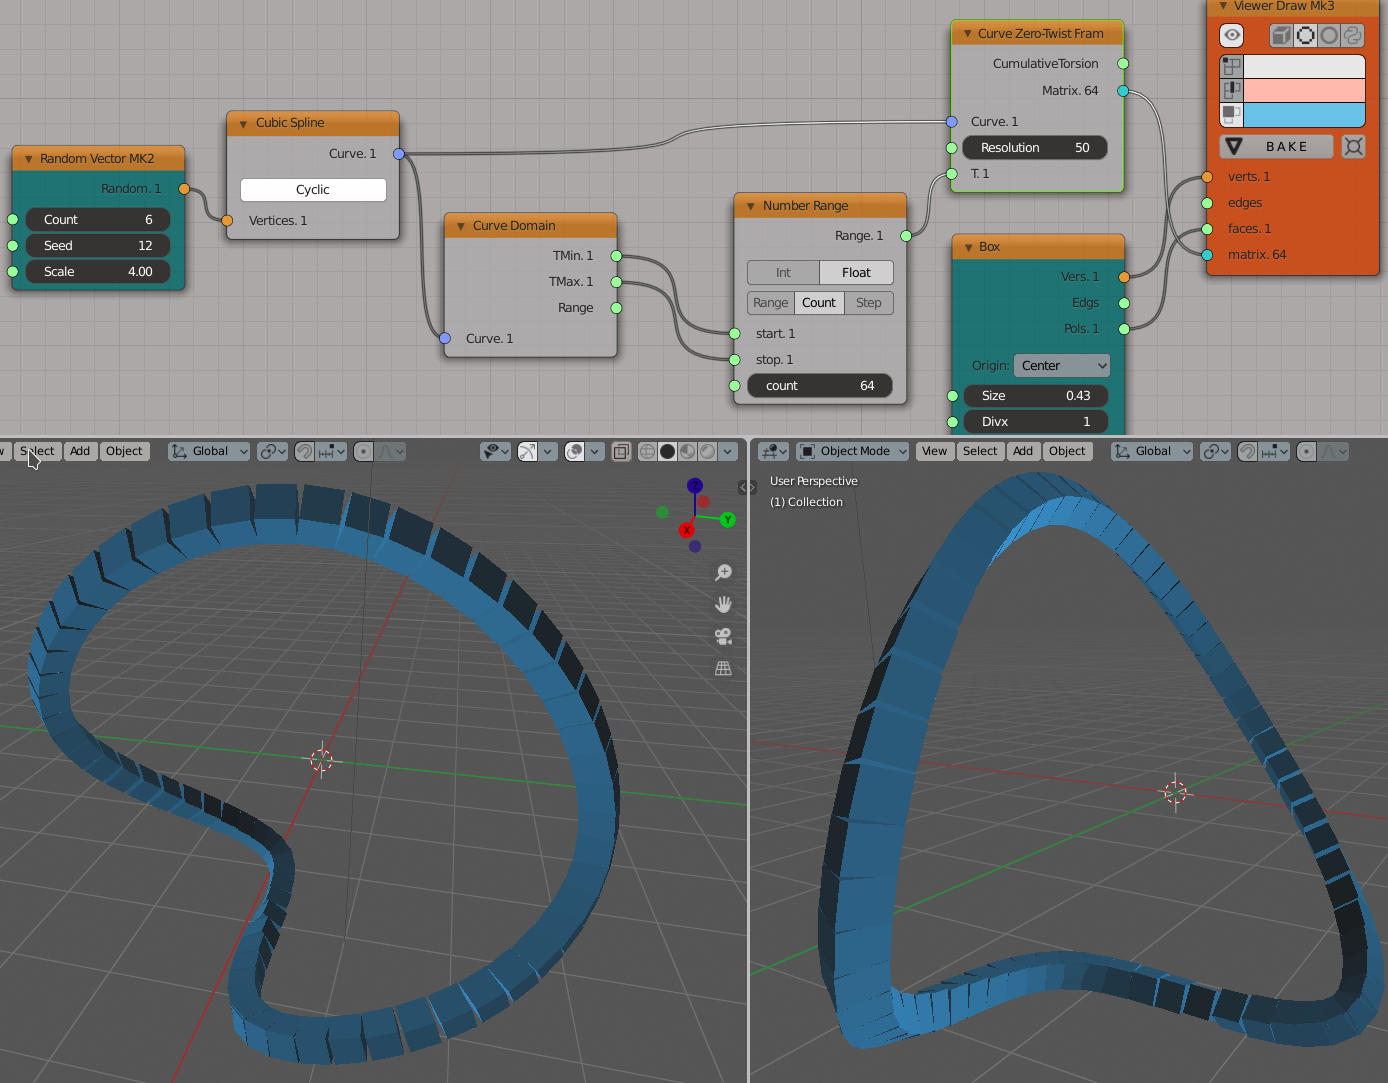 Viewer Draw Mk3
BAKE
verts. 1
edges
faces. 1
matrix. 64
Curve Zero-Twist Fram
CumulativeTorsion
Matrix. 64
Curve. 1
Resolution 50
T. 1
Cubic Spline
Curve. 1
Cyclic
Vertices. 1
Random Vector MK2
Random. 1
Count 6
Seed 12
Scale 4.00
Curve Domain
TMin. 1
TMax. 1
Range
Curve. 1
Number Range
Range. 1
Int Float
Range Count Step
start. 1
stop. 1
count 64
Box
Vers. 1
Edgs
Pols. 1
Origin: Center
Size 0.43
Divx 1
w Select Add Object Global
Object Mode View Select Add Object Global
User Perspective
(1) Collection
Z
Y
X